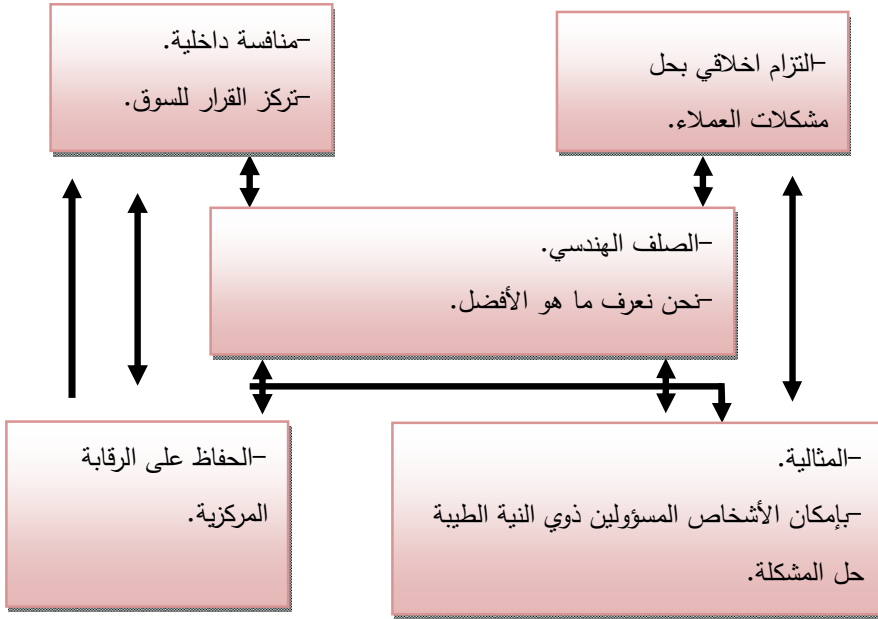 -منافسة داخلية.
-تركز القرار للسوق.
-التزام اخلاقي بحل
مشكلات العملاء.
-الصلف الهندسي.
-نحن نعرف ما هو الأفضل.
-الحفاظ على الرقابة
المركزية.
-المثالية.
-بإمكان الأشخاص المسؤولين ذوي النية الطيبة
حل المشكلة.